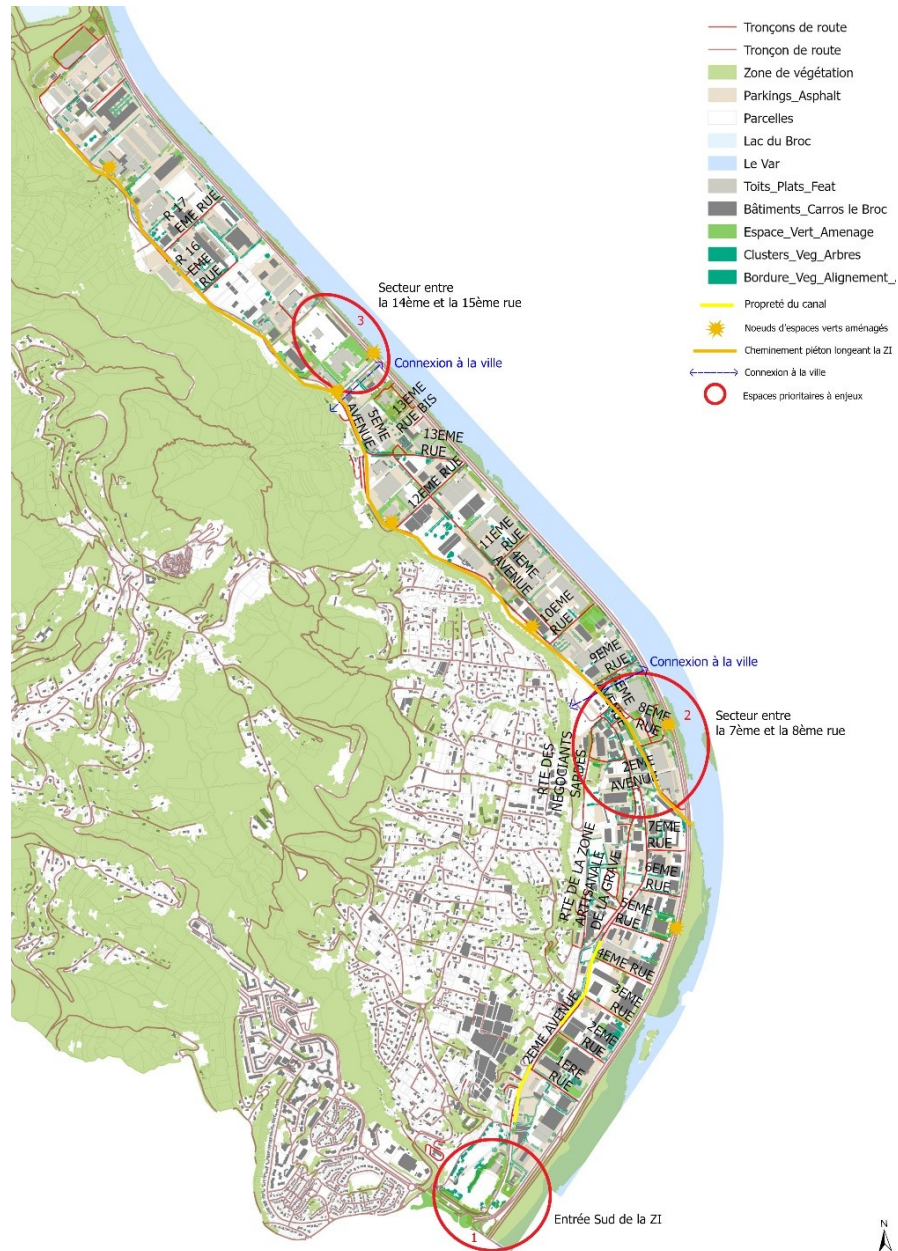 Tronçons de route
Tronçon de route
Zone de végétation
Parkings_Asphalt
Parcelles
Lac du Broc
Le Var
Toits_Plats_Feat
Bâtiments_Carros le Broc
Espace_Vert_Amenage
Clusters_Veg_Arbres
Bordure_Veg_Alignement_
Propreté du canal
Noeuds d'espaces verts aménagés
Cheminement piéton longeant la ZI
Connexion à la ville
Espaces prioritaires à enjeux
R 17
EME RUE
R 16
EME
RUE
Secteur entre
la 14ème et la 15ème rue
3
Connexion à la ville
13EME
RUE BIS
5EME
AVENUE
13EME
RUE
12EME RUE
11EME
RUE
4EME
AVENUE
10EME
RUE
9EME
RUE
Connexion à la ville
EME
AVENUE
8EME
RUE
2
Secteur entre
la 7ème et la 8ème rue
2EME
AVENUE
RTE DES
NEGOCIANTS
SARDES
7EME
RUE
6EME
RUE
RTE DE LA ZONE
ARTISANALE
DE LA GRAVE
5EME
RUE
4EME RUE
3EME
RUE
2EME AVENUE
2EME
RUE
1ERE
RUE
Entrée Sud de la ZI
1
N